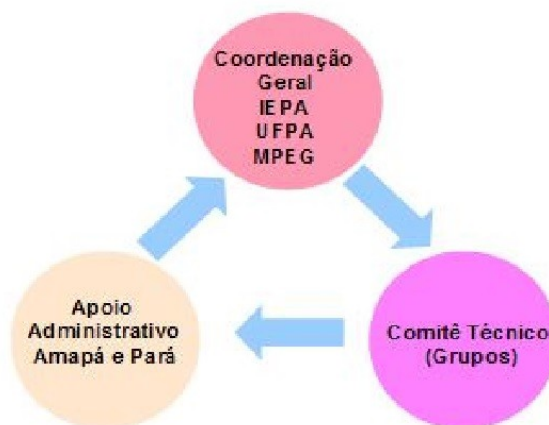 Coordenação
Geral
IEPA
UFPA
MPEG
Apoio
Administrativo
Amapá e Pará
Comitê Técnico
(Grupos)